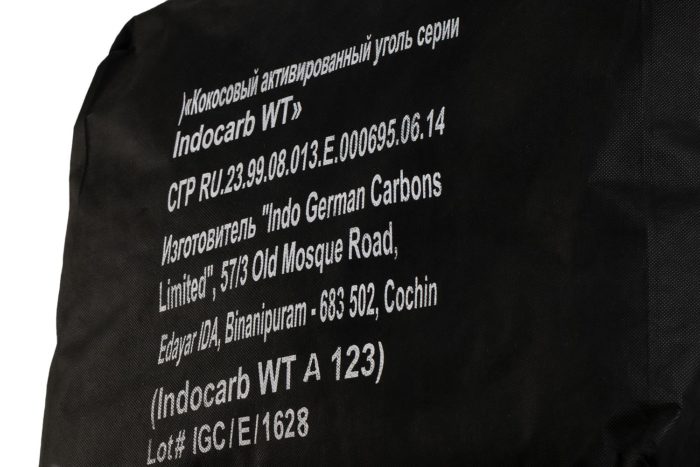 )«Кокосовый активированный уголь серии
Indocarb WT»
СГР RU.23.99.08.013.E.000695.06.14
Изготовитель "Indo German Carbons
Limited", 57/3 Old Mosque Road,
Edayar IDA, Binanipuram - 683 502, Cochin
(Indocarb WT A 123)
Lot# IGC/E/1628